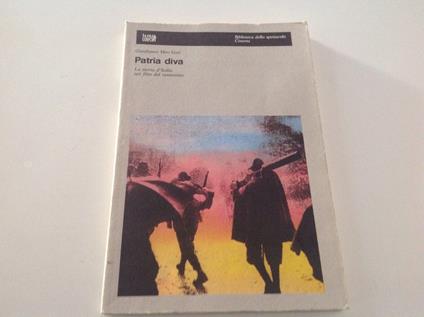 Biblioteca dello spettacolo
Cinema
Gianfranco Miro Gori
Patria diva
La storia d'Italia
nei film del ventennio